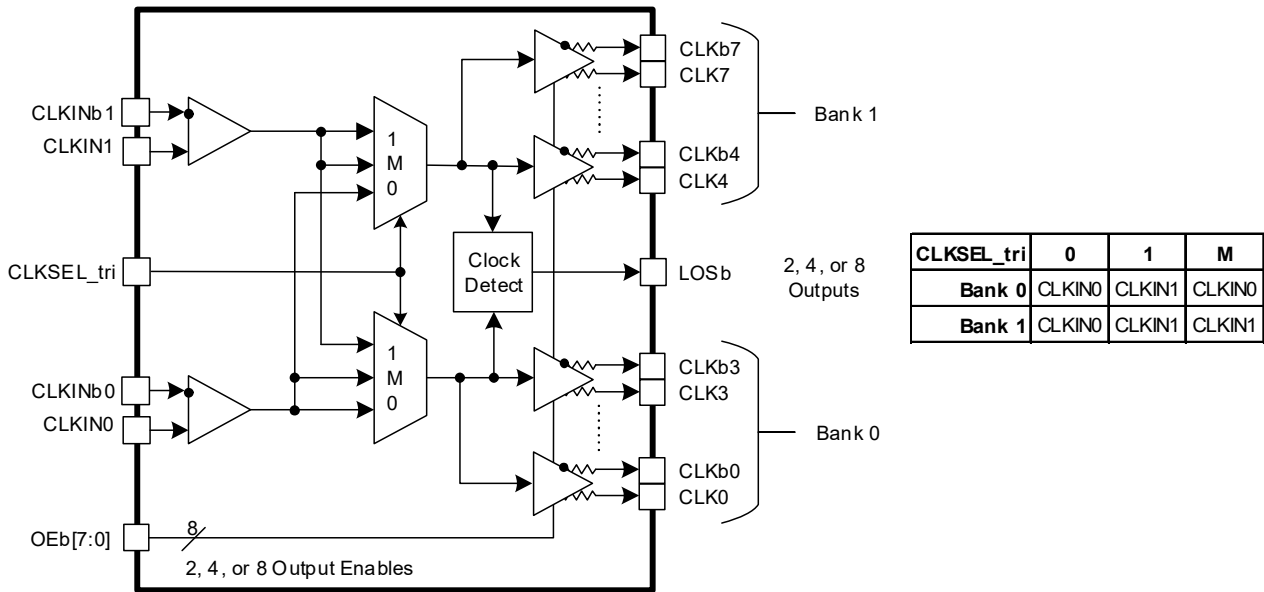 CLKINb1
CLKIN1
CLKSEL_tri
CLKINb0
CLKIN0
OEb[7:0]
8
2, 4, or 8 Output Enables
1
M
0
1
M
0
Clock
Detect
CLKb7
CLK7
CLKb4
CLK4
LOSb
CLKb3
CLK3
CLKb0
CLK0
Bank 1
2, 4, or 8
Outputs
Bank 0
CLKSEL_tri 0 1 M
Bank 0 CLKIN0 CLKIN1 CLKIN0
Bank 1 CLKIN0 CLKIN1 CLKIN1